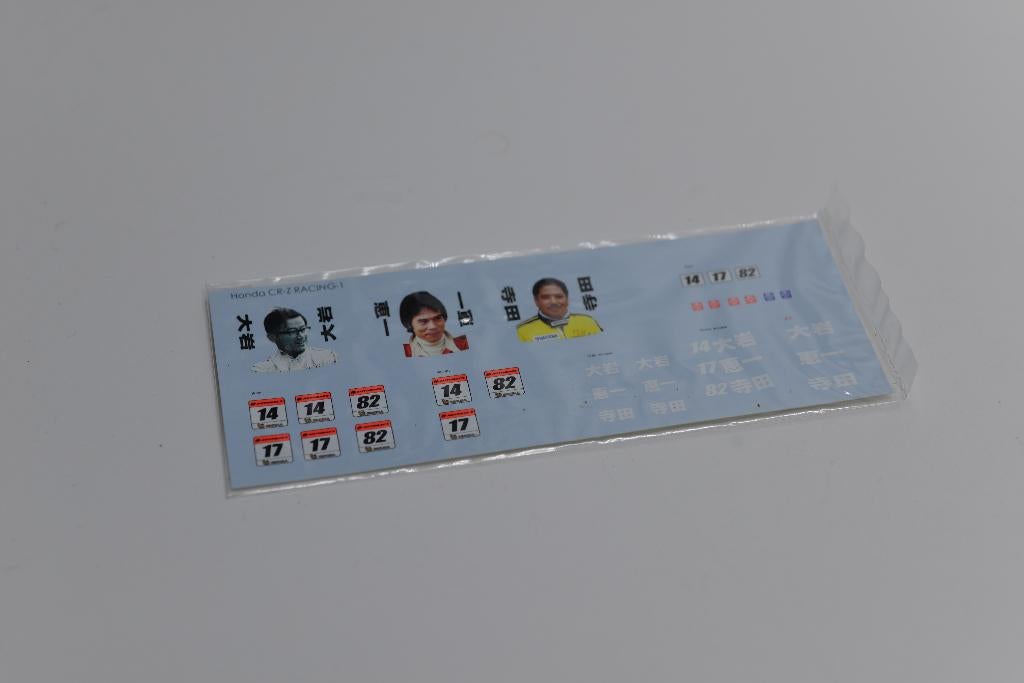 Honda CR-Z RACING-1
大岩
大岩
恵一
恵一
寺田
寺田
14 17 82
14 14 82
17 17 82
14 82
17
大岩 大岩
恵一 恵一
寺田 寺田
14大岩
17恵一
82寺田
大岩
恵一
寺田